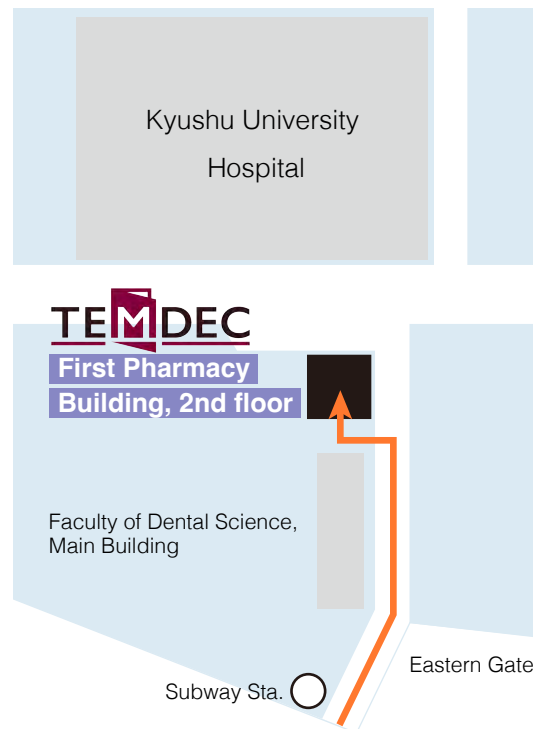 Kyushu University
Hospital
TEMDEC
First Pharmacy
Building, 2nd floor
Faculty of Dental Science,
Main Building
Eastern Gate
Subway Sta.